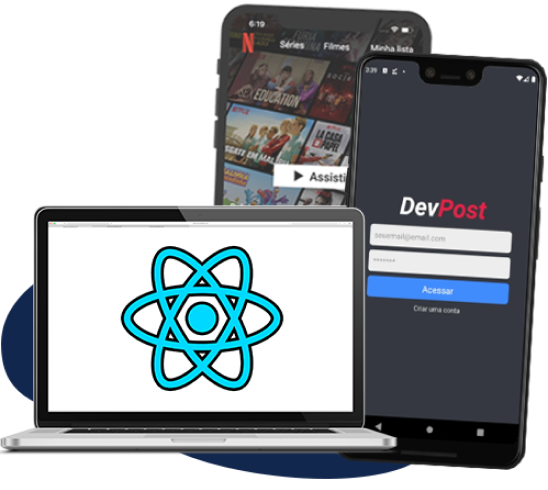 6:19
N Séries Filmes Minha lista
EDUCATION
NETFLIX
LA CASA
PAPEL
▶ Assisti
3:39
DevPost
seuemail@email.com
*******
Acessar
Criar uma conta